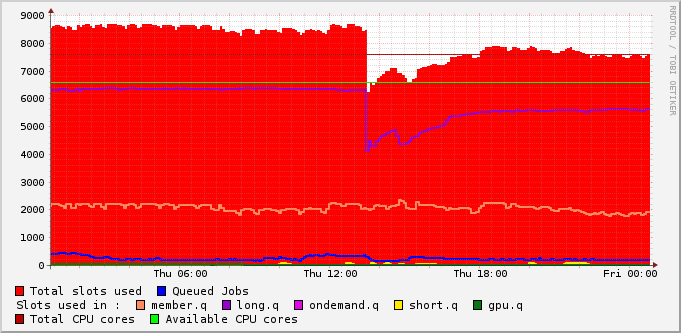 9000
8000
7000
6000
5000
4000
3000
2000
1000
0
Thu 06:00 Thu 12:00 Thu 18:00 Fri 00:00
RRDTOOL / TOBI OETIKER
Total slots used Queued Jobs
Slots used in : member.q long.q ondemand.q short.q gpu.q
Total CPU cores Available CPU cores